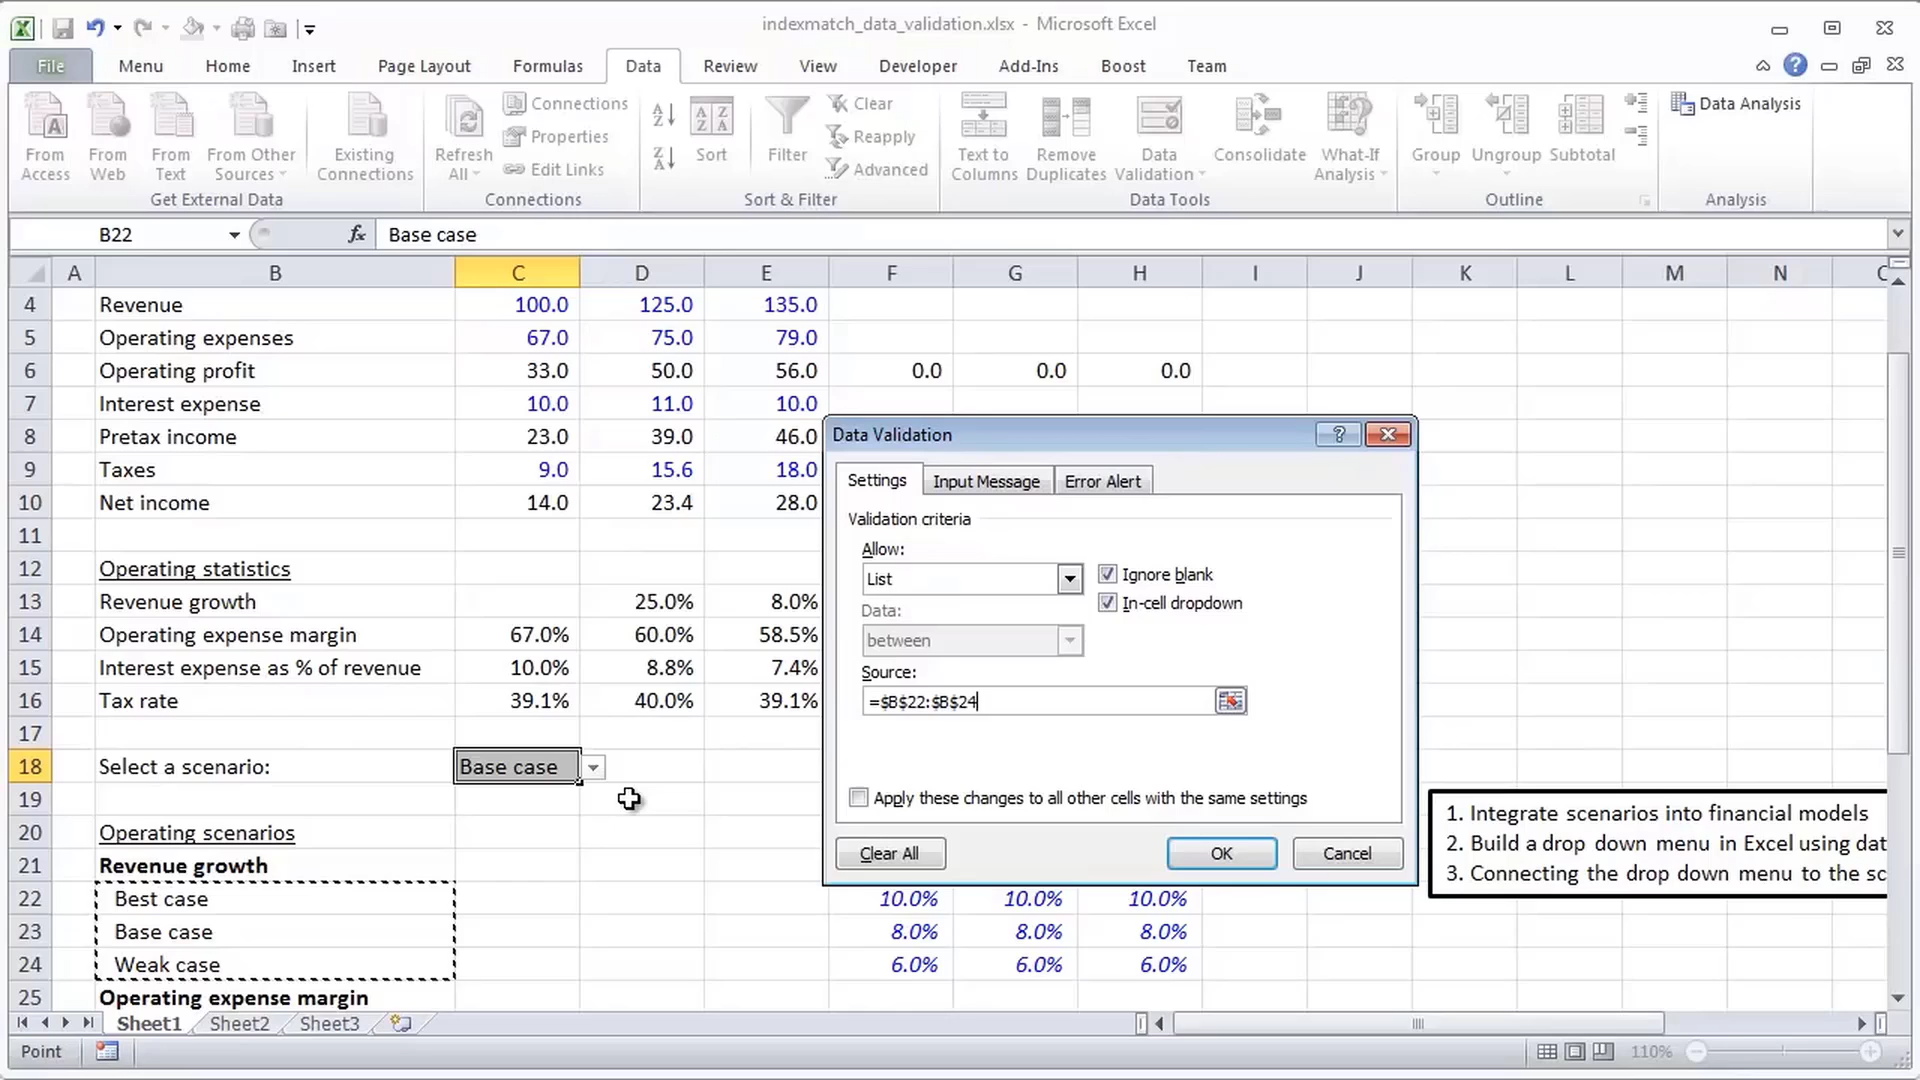 indexmatch_data_validation.xlsx - Microsoft Excel
File Menu Home Insert Page Layout Formulas Data Review View Developer Add-Ins Boost Team
From Access
From Web
From Text
From Other Sources
Existing Connections
Get External Data
Refresh All
Connections
Properties
Edit Links
Connections
Sort
Filter
Clear
Reapply
Advanced
Sort & Filter
Text to Columns
Remove Duplicates
Data Validation
Consolidate
What-If Analysis
Data Tools
Group
Ungroup
Subtotal
Outline
Data Analysis
Analysis
B22 fx Base case
A B C D E F G H I J K L M N C
4 Revenue 100.0 125.0 135.0
5 Operating expenses 67.0 75.0 79.0
6 Operating profit 33.0 50.0 56.0 0.0 0.0 0.0
7 Interest expense 10.0 11.0 10.0
8 Pretax income 23.0 39.0 46.0
9 Taxes 9.0 15.6 18.0
10 Net income 14.0 23.4 28.0
11
12 Operating statistics
13 Revenue growth 25.0% 8.0%
14 Operating expense margin 67.0% 60.0% 58.5%
15 Interest expense as % of revenue 10.0% 8.8% 7.4%
16 Tax rate 39.1% 40.0% 39.1%
17
18 Select a scenario: Base case
19
20 Operating scenarios
21 Revenue growth
22 Best case 10.0% 10.0% 10.0%
23 Base case 8.0% 8.0% 8.0%
24 Weak case 6.0% 6.0% 6.0%
25 Operating expense margin
Data Validation
Settings Input Message Error Alert
Validation criteria
Allow:
List
Ignore blank
In-cell dropdown
Data:
between
Source:
=$B$22:$B$24
Apply these changes to all other cells with the same settings
Clear All OK Cancel
1. Integrate scenarios into financial models
2. Build a drop down menu in Excel using dat
3. Connecting the drop down menu to the sc
Sheet1 Sheet2 Sheet3
Point 110%